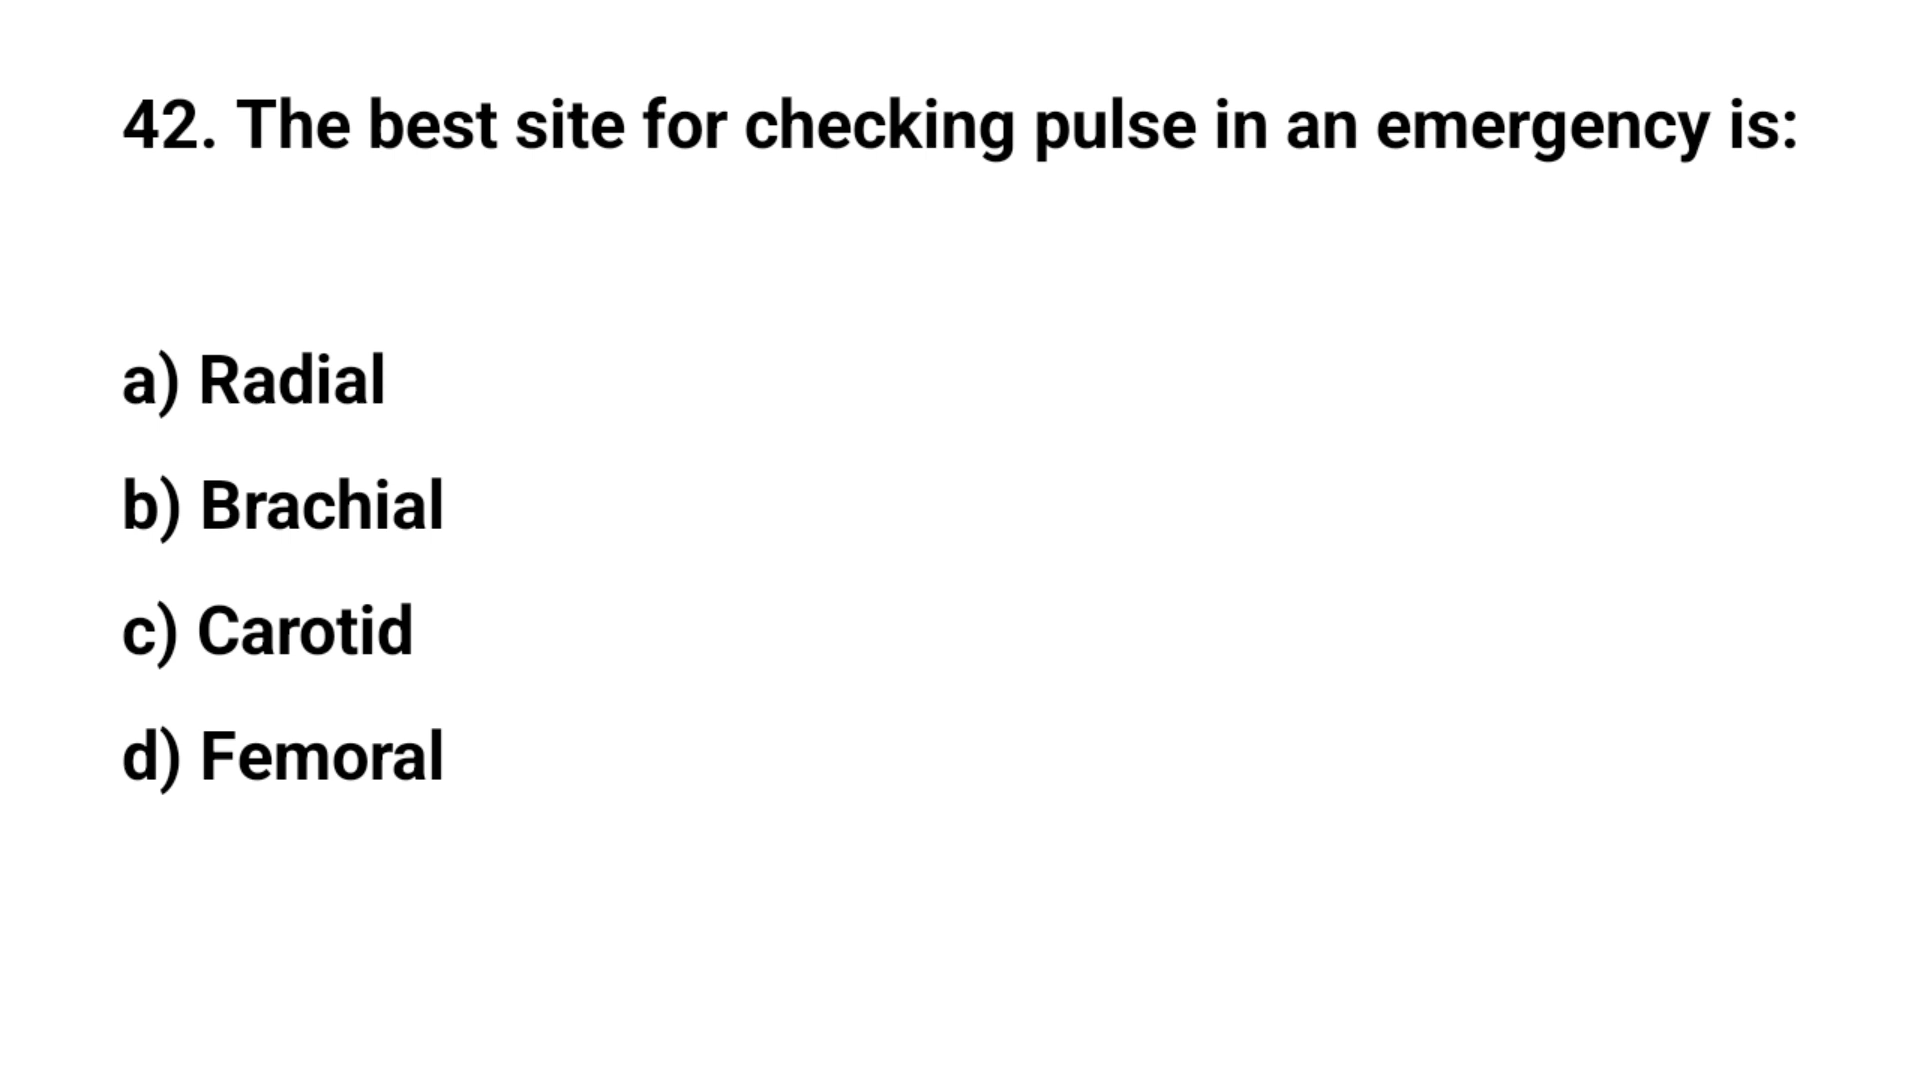 42. The best site for checking pulse in an emergency is:
a) Radial
b) Brachial
c) Carotid
d) Femoral